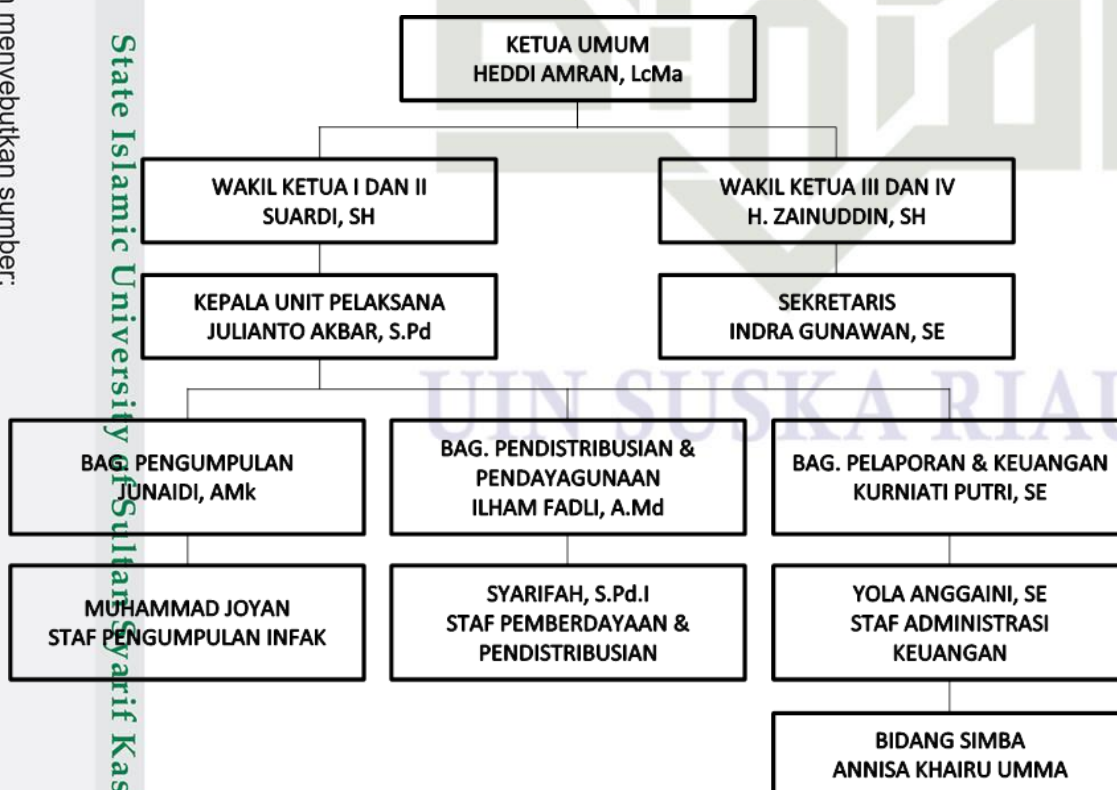 KETUA UMUM
HEDDI AMRAN, LcMa
WAKIL KETUA I DAN II
SUARDI, SH
WAKIL KETUA III DAN IV
H. ZAINUDDIN, SH
KEPALA UNIT PELAKSANA
JULIANTO AKBAR, S.Pd
SEKRETARIS
INDRA GUNAWAN, SE
BAG. PENGUMPULAN
JUNAIDI, AMk
BAG. PENDISTRIBUSIAN &
PENDAYAGUNAAN
ILHAM FADLI, A.Md
BAG. PELAPORAN & KEUANGAN
KURNIATI PUTRI, SE
MUHAMMAD JOYAN
STAF PENGUMPULAN INFAK
SYARIFAH, S.Pd.I
STAF PEMBERDAYAAN &
PENDISTRIBUSIAN
YOLA ANGGAINI, SE
STAF ADMINISTRASI
KEUANGAN
BIDANG SIMBA
ANNISA KHAIRU UMMA
UIN SUSKA RIAU
State Islamic University of Sultan Syarif Kas
menyebutkan sumber: